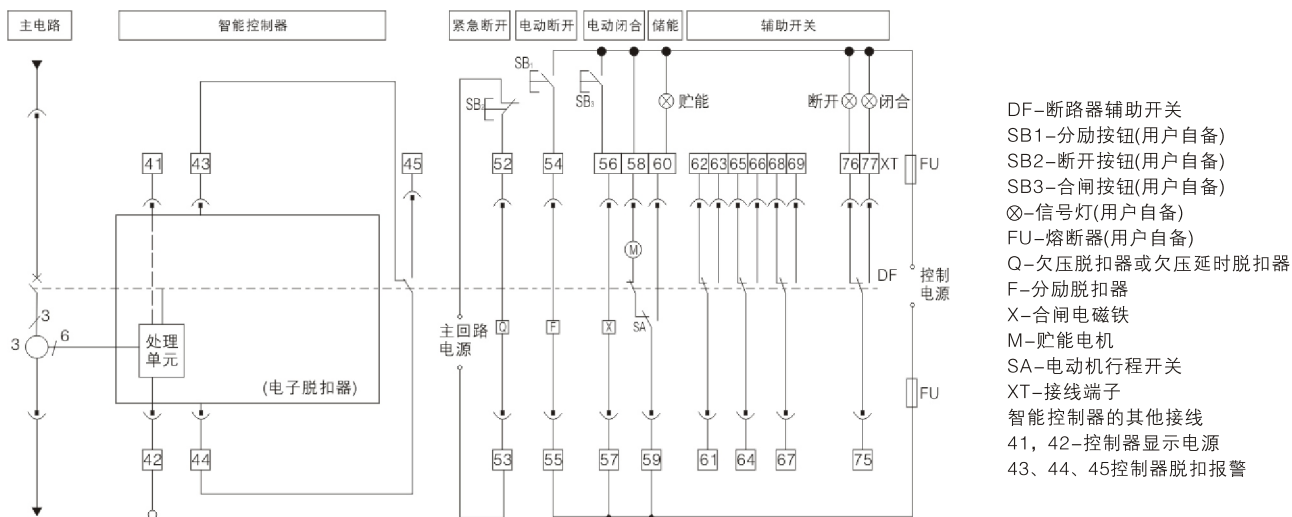 主电路 智能控制器 紧急断开 电动断开 电动闭合 储能 辅助开关
SB1
SB2 SB3 贮能 断开 闭合
41 43 45 52 54 56 58 60 62 63 65 66 68 69 76 77 XT FU
M
DF 控制
电源
3
3 6 处理
单元
主回路
电源
Q F X SA
(电子脱扣器)
FU
42 44 53 55 57 59 61 64 67 75
DF-断路器辅助开关
SB1-分励按钮(用户自备)
SB2-断开按钮(用户自备)
SB3-合闸按钮(用户自备)
⊗-信号灯(用户自备)
FU-熔断器(用户自备)
Q-欠压脱扣器或欠压延时脱扣器
F-分励脱扣器
X-合闸电磁铁
M-贮能电机
SA-电动机行程开关
XT-接线端子
智能控制器的其他接线
41，42-控制器显示电源
43、44、45控制器脱扣报警